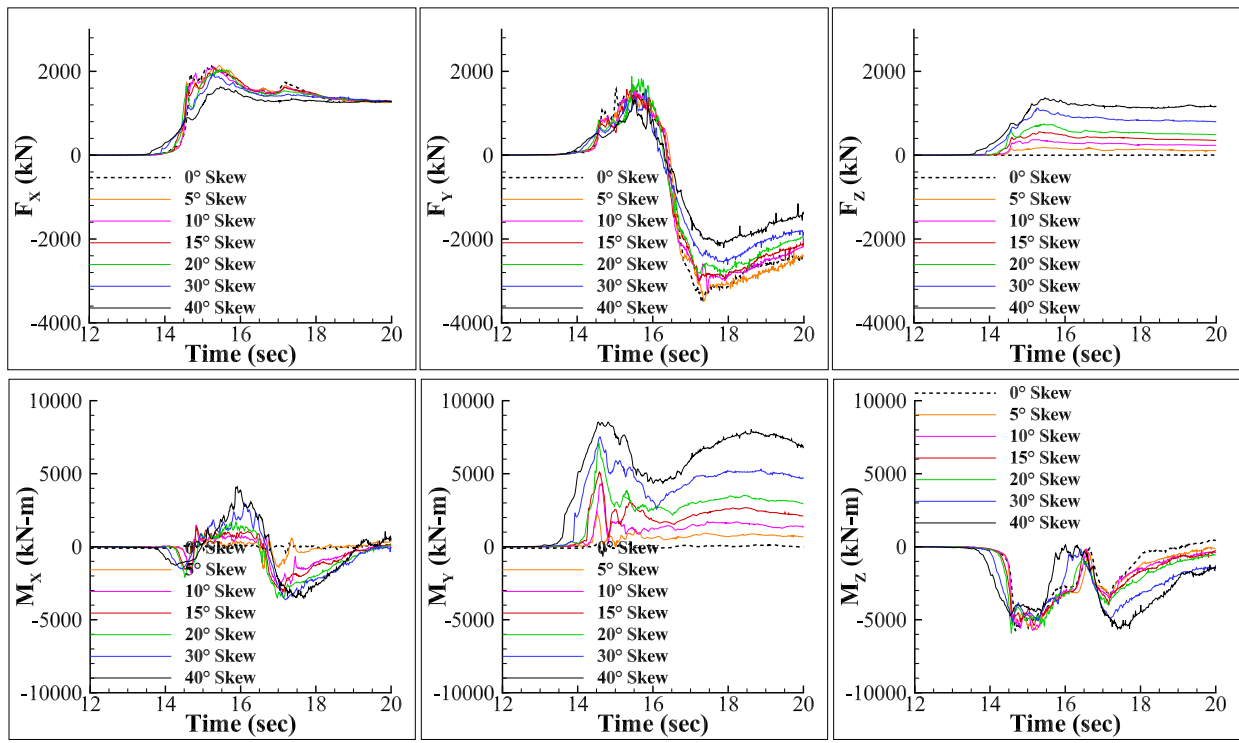 2000
0
-2000
-4000
F_X (kN)
0° Skew
5° Skew
10° Skew
15° Skew
20° Skew
30° Skew
40° Skew
12 14 16 18 20
Time (sec)
2000
0
-2000
-4000
F_Y (kN)
0° Skew
5° Skew
10° Skew
15° Skew
20° Skew
30° Skew
40° Skew
12 14 16 18 20
Time (sec)
2000
0
-2000
-4000
F_Z (kN)
0° Skew
5° Skew
10° Skew
15° Skew
20° Skew
30° Skew
40° Skew
12 14 16 18 20
Time (sec)
10000
5000
0
-5000
-10000
M_X (kN-m)
0° Skew
5° Skew
10° Skew
15° Skew
20° Skew
30° Skew
40° Skew
12 14 16 18 20
Time (sec)
10000
5000
0
-5000
-10000
M_Y (kN-m)
0° Skew
5° Skew
10° Skew
15° Skew
20° Skew
30° Skew
40° Skew
12 14 16 18 20
Time (sec)
10000
5000
0
-5000
-10000
M_Z (kN-m)
0° Skew
5° Skew
10° Skew
15° Skew
20° Skew
30° Skew
40° Skew
12 14 16 18 20
Time (sec)